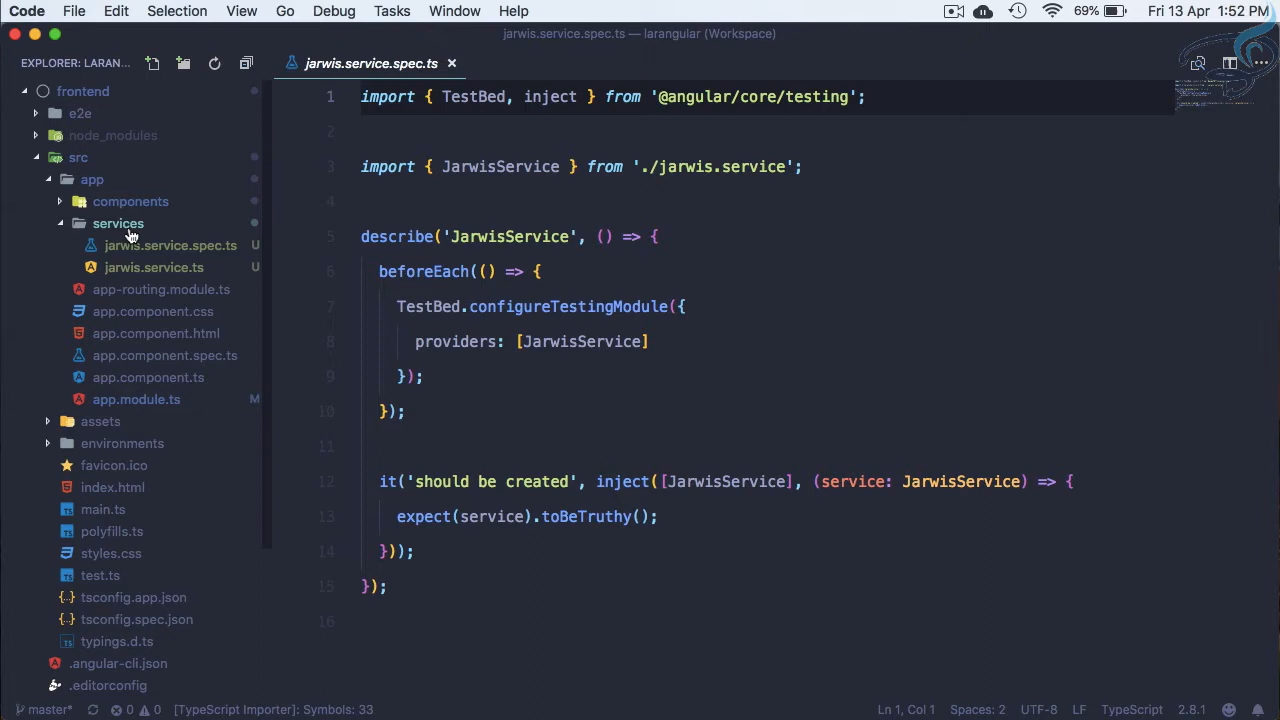 Code File Edit Selection View Go Debug Tasks Window Help 69% Fri 13 Apr 1:52 PM
jarwis.service.spec.ts — larangular (Workspace)
EXPLORER: LARAN...
jarwis.service.spec.ts
frontend
e2e
node_modules
src
app
components
services
jarwis.service.spec.ts U
jarwis.service.ts U
app-routing.module.ts
app.component.css
app.component.html
app.component.spec.ts
app.component.ts
app.module.ts M
assets
environments
favicon.ico
index.html
main.ts
polyfills.ts
styles.css
test.ts
tsconfig.app.json
tsconfig.spec.json
typings.d.ts
.angular-cli.json
.editorconfig
1 import { TestBed, inject } from '@angular/core/testing';
2
3 import { JarwisService } from './jarwis.service';
4
5 describe('JarwisService', () => {
6 beforeEach(() => {
7 TestBed.configureTestingModule({
8 providers: [JarwisService]
9 });
10 });
11
12 it('should be created', inject([JarwisService], (service: JarwisService) => {
13 expect(service).toBeTruthy();
14 }));
15 });
16
master* 0 0 [TypeScript Importer]: Symbols: 33 Ln 1, Col 1 Spaces: 2 UTF-8 LF TypeScript 2.8.1